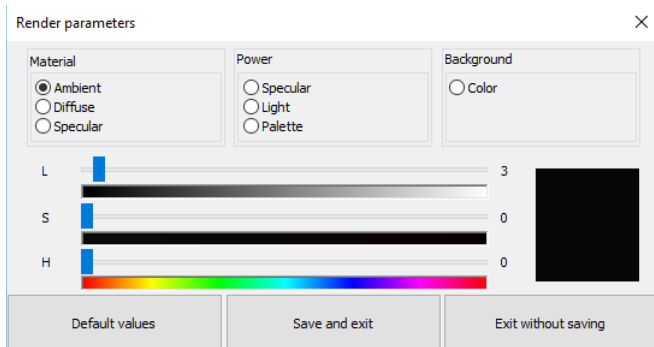 Render parameters
Material
Ambient
Diffuse
Specular
Power
Specular
Light
Palette
Background
Color
L 3
S 0
H 0
Default values
Save and exit
Exit without saving